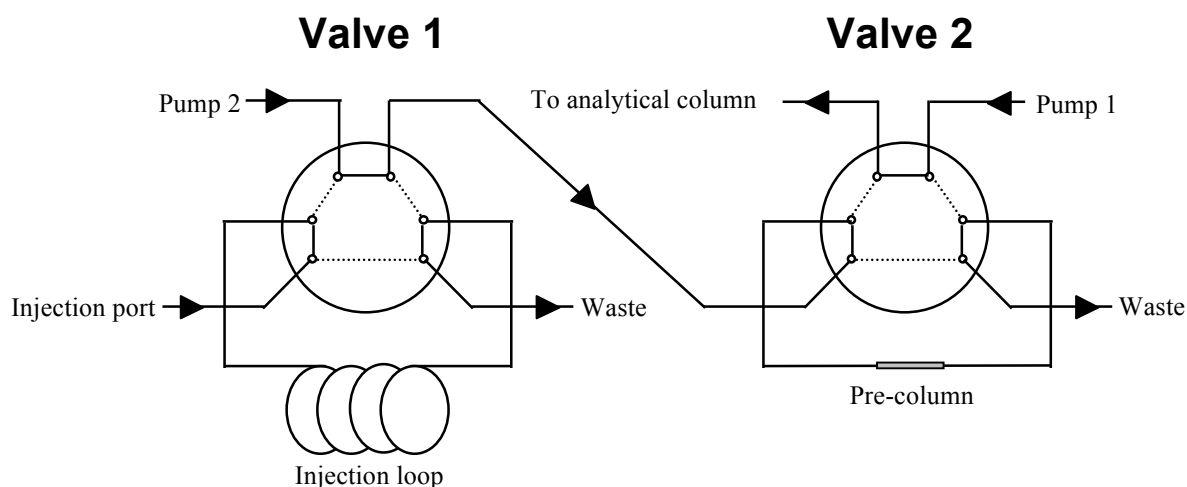 Valve 1
Valve 2
Pump 2
To analytical column
Pump 1
Injection port
Waste
Waste
Pre-column
Injection loop